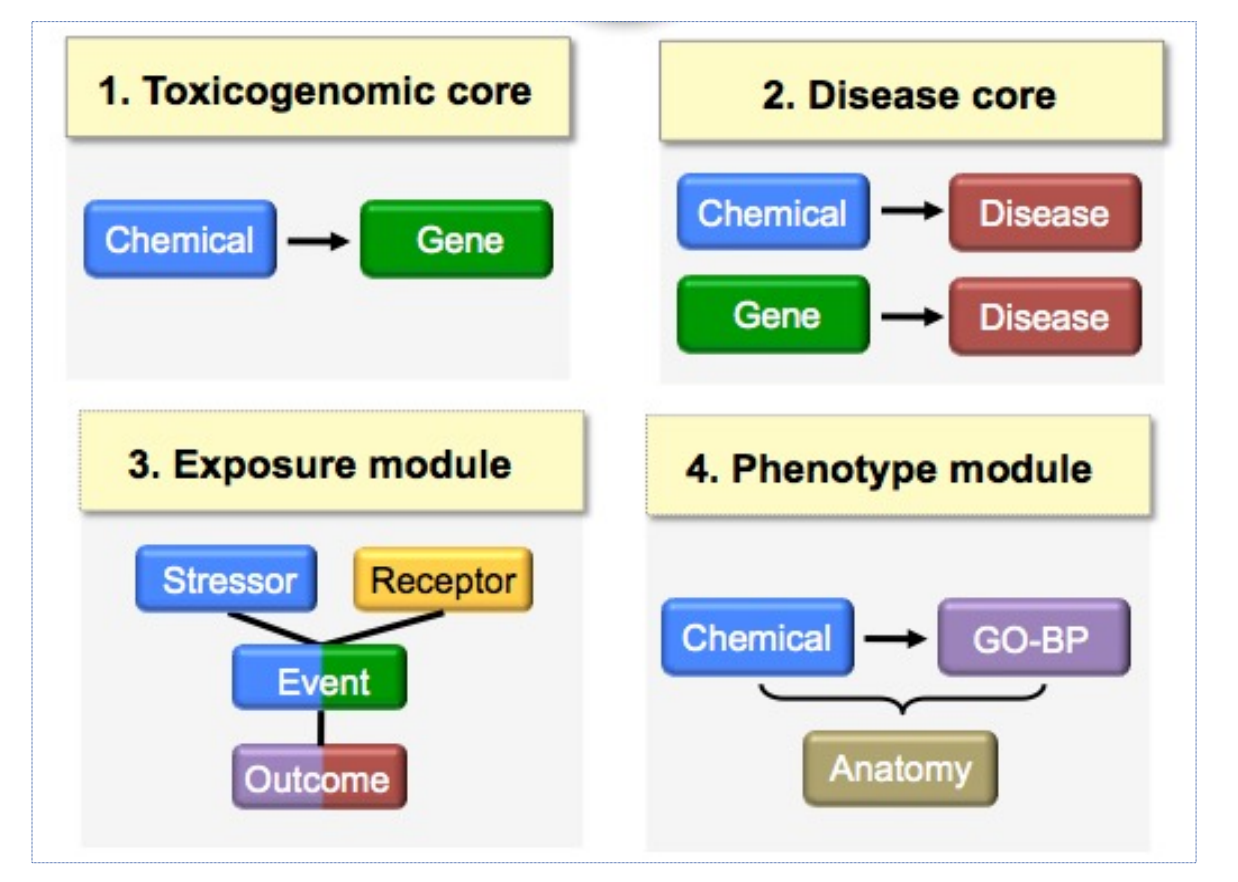 1. Toxicogenomic core
Chemical
Gene
2. Disease core
Chemical
Disease
Gene
Disease
3. Exposure module
Stressor
Receptor
Event
Outcome
4. Phenotype module
Chemical
GO-BP
Anatomy